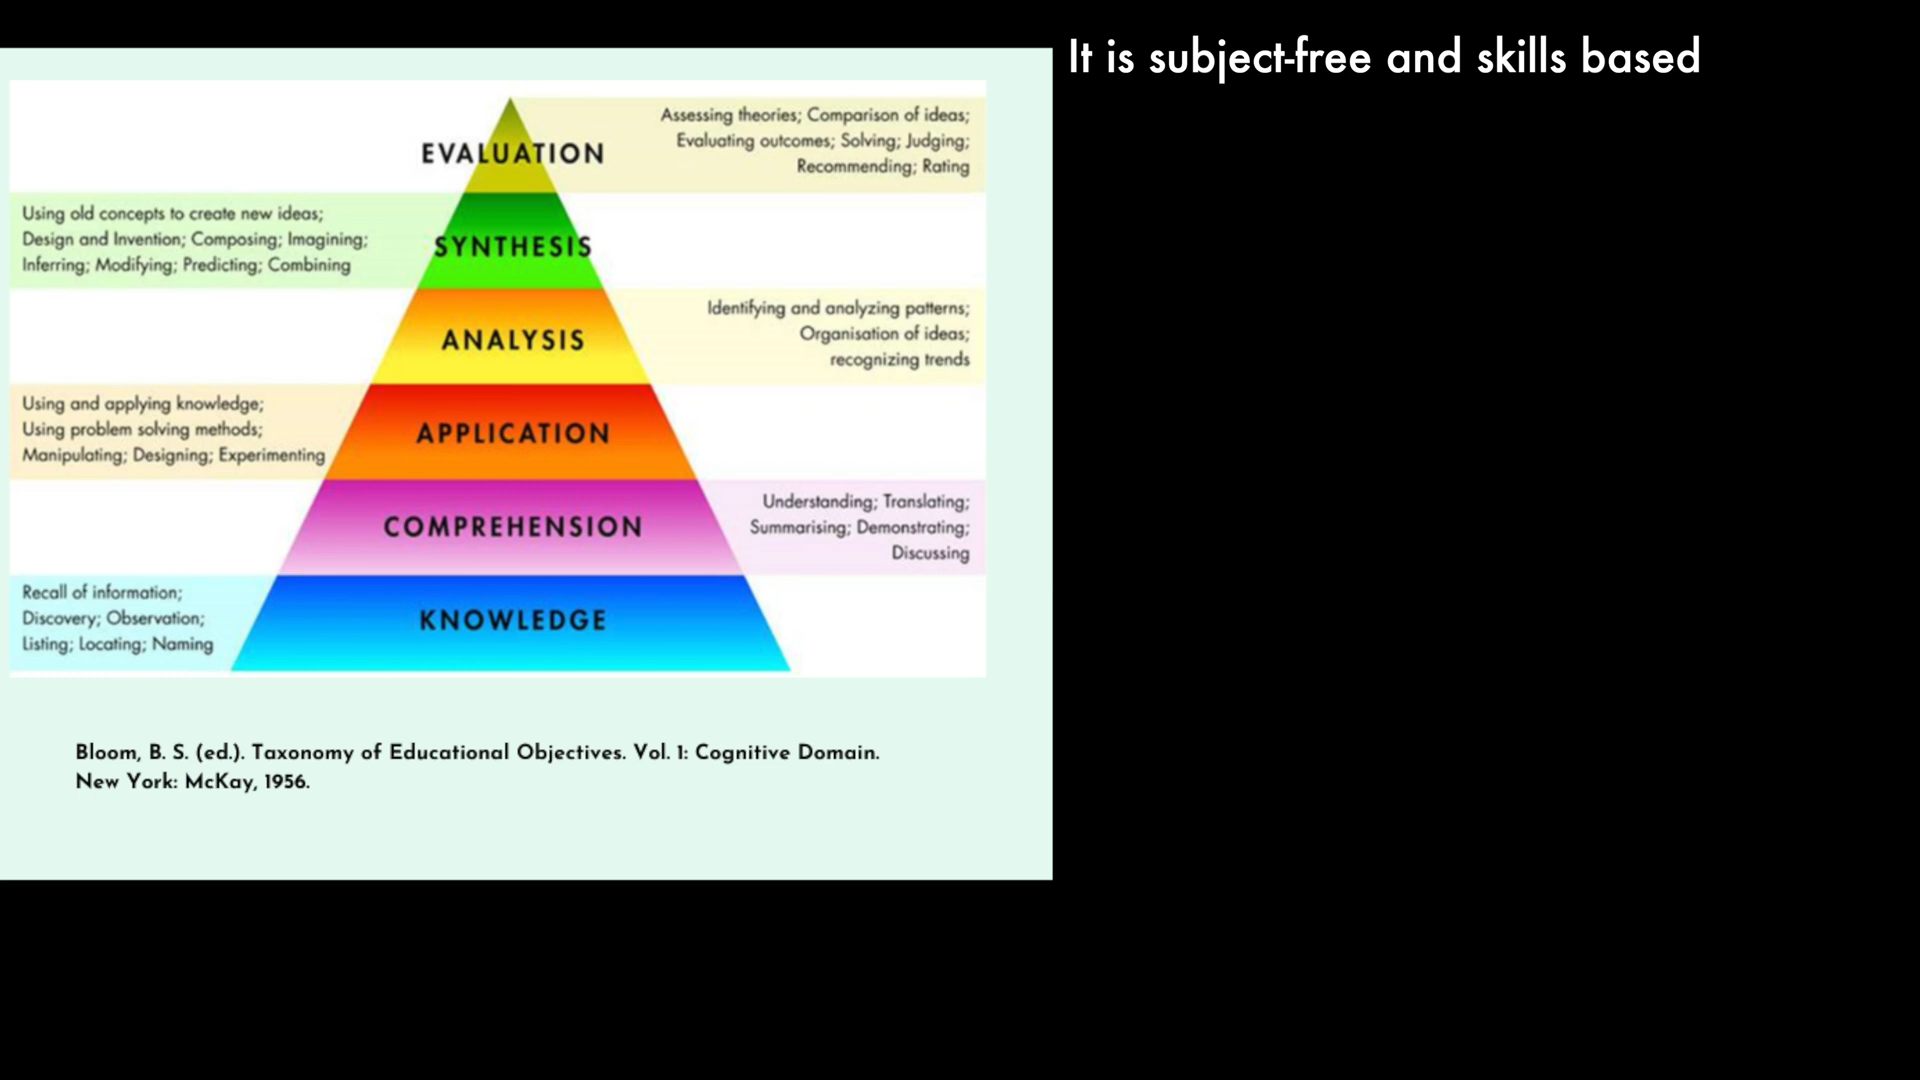 It is subject-free and skills based
EVALUATION
Assessing theories; Comparison of ideas;
Evaluating outcomes; Solving; Judging;
Recommending; Rating
Using old concepts to create new ideas;
Design and Invention; Composing; Imagining;
Inferring; Modifying; Predicting; Combining
SYNTHESIS
ANALYSIS
Identifying and analyzing patterns;
Organisation of ideas;
recognizing trends
Using and applying knowledge;
Using problem solving methods;
Manipulating; Designing; Experimenting
APPLICATION
COMPREHENSION
Understanding; Translating;
Summarising; Demonstrating;
Discussing
Recall of information;
Discovery; Observation;
Listing; Locating; Naming
KNOWLEDGE
Bloom, B. S. (ed.). Taxonomy of Educational Objectives. Vol. 1: Cognitive Domain.
New York: McKay, 1956.